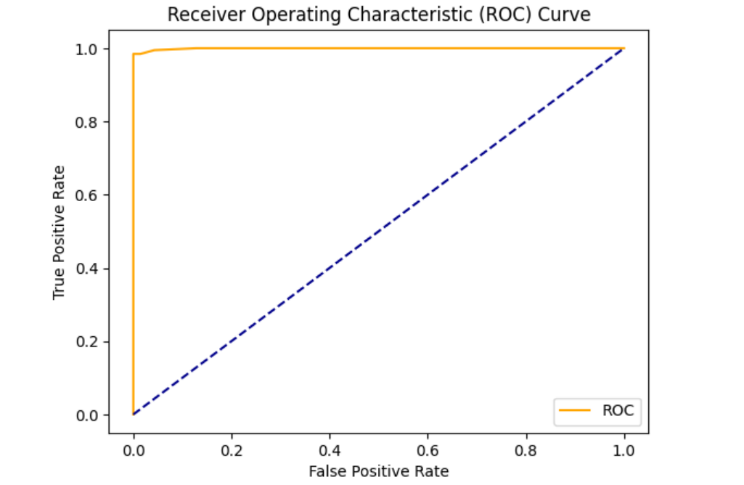 Receiver Operating Characteristic (ROC) Curve
1.0
0.8
0.6
0.4
0.2
0.0
True Positive Rate
ROC
0.0 0.2 0.4 0.6 0.8 1.0
False Positive Rate